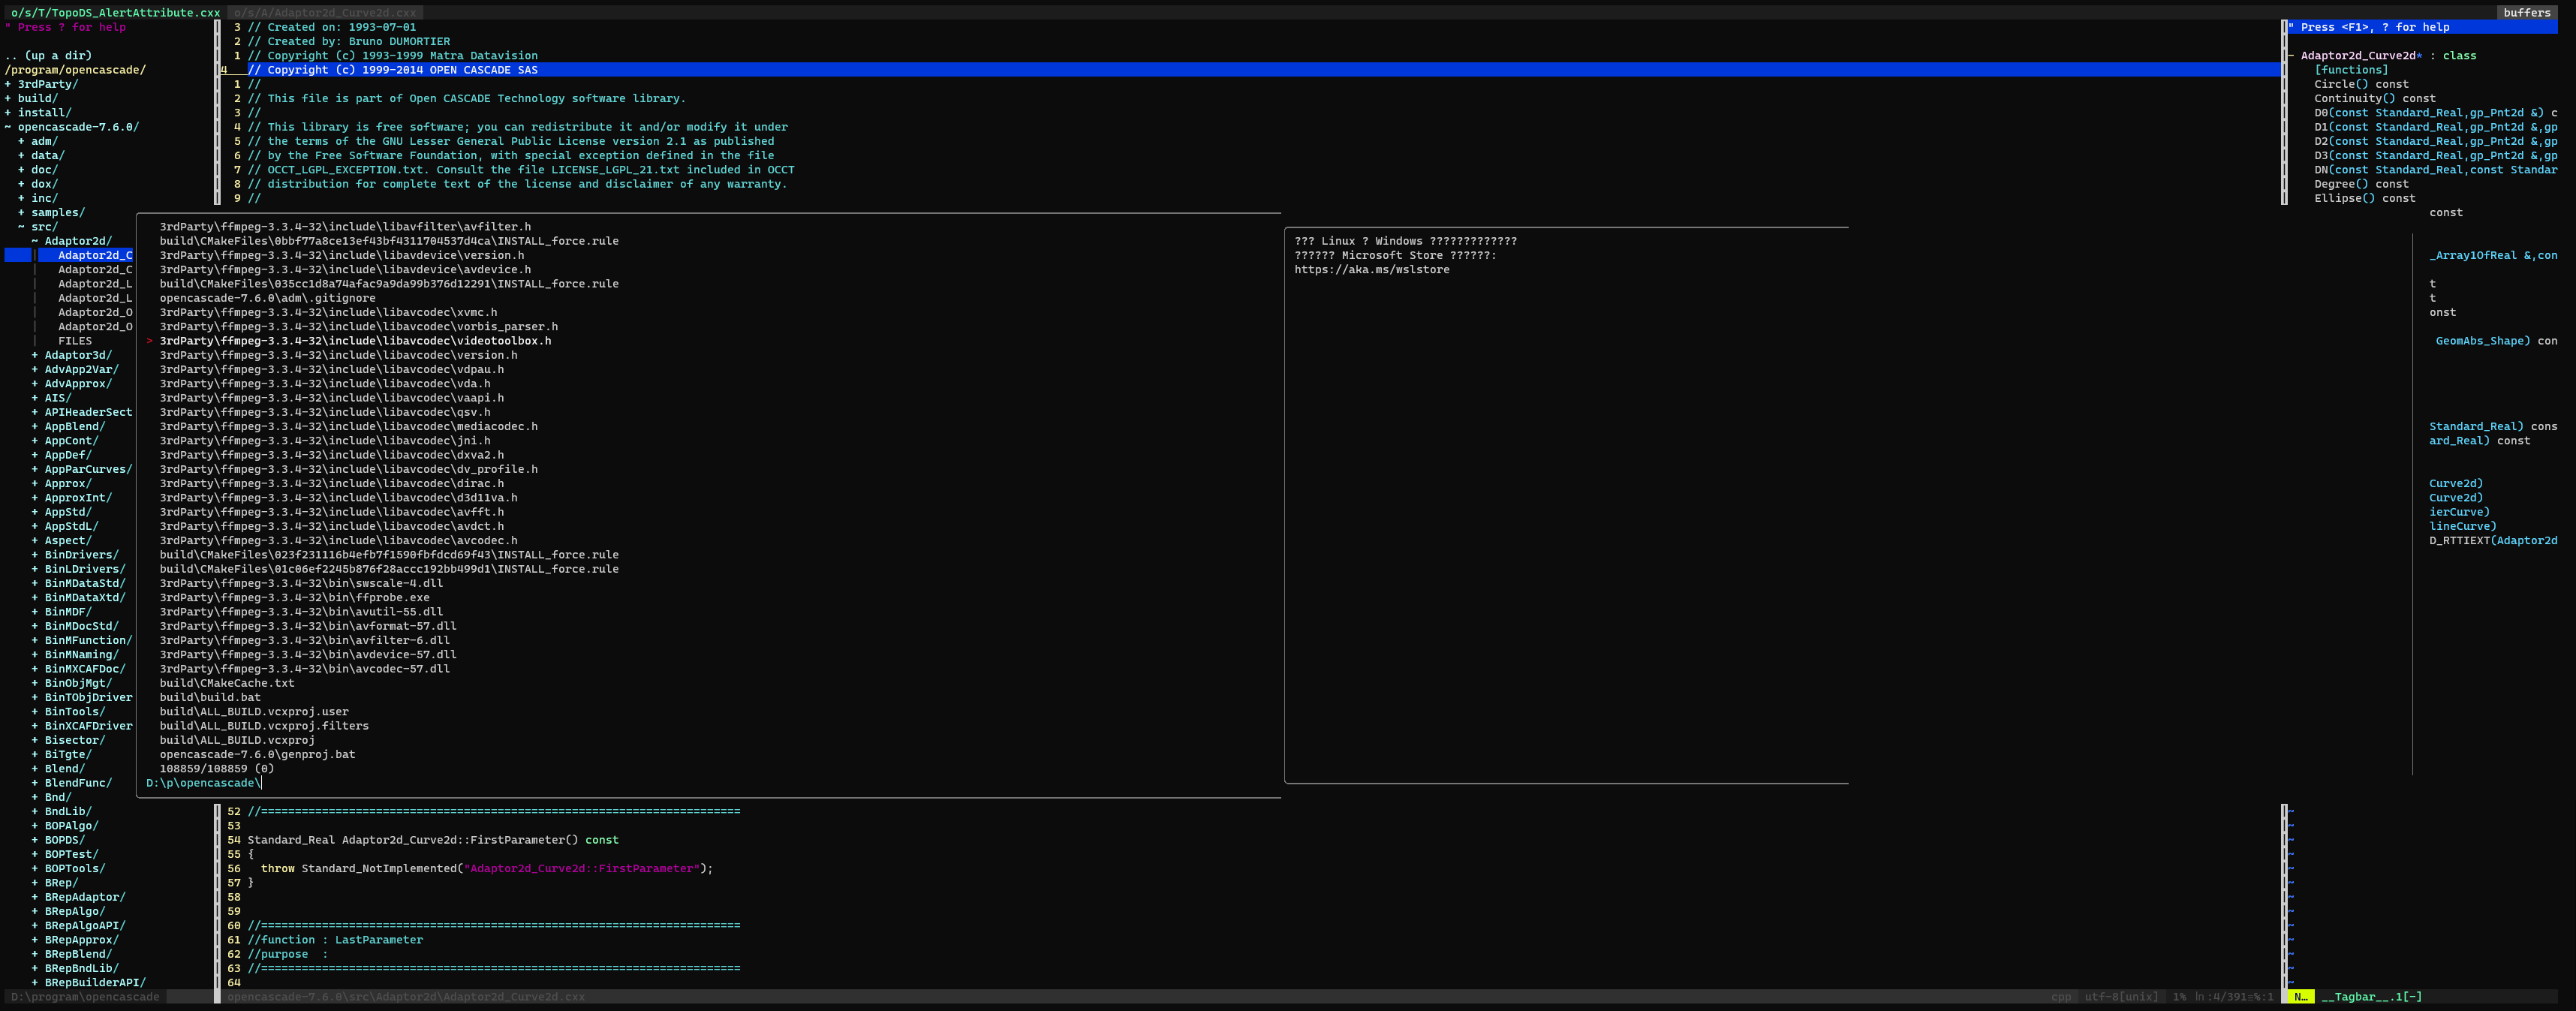 o/s/T/TopoDS_AlertAttribute.cxx  o/s/A/Adaptor2d_Curve2d.cxx
buffers
" Press ? for help
.. (up a dir)
/program/opencascade/
+ 3rdParty/
+ build/
+ install/
~ opencascade-7.6.0/
+ adm/
+ data/
+ doc/
+ dox/
+ inc/
+ samples/
~ src/
~ Adaptor2d/
| Adaptor2d_C
| Adaptor2d_C
| Adaptor2d_L
| Adaptor2d_L
| Adaptor2d_O
| Adaptor2d_O
| FILES
+ Adaptor3d/
+ AdvApp2Var/
+ AdvApprox/
+ AIS/
+ APIHeaderSect
+ AppBlend/
+ AppCont/
+ AppDef/
+ AppParCurves/
+ Approx/
+ ApproxInt/
+ AppStd/
+ AppStdL/
+ Aspect/
+ BinDrivers/
+ BinLDrivers/
+ BinMDataStd/
+ BinMDataXtd/
+ BinMDF/
+ BinMDocStd/
+ BinMFunction/
+ BinMNaming/
+ BinMXCAFDoc/
+ BinObjMgt/
+ BinTObjDriver
+ BinTools/
+ BinXCAFDriver
+ Bisector/
+ BiTgte/
+ Blend/
+ BlendFunc/
+ Bnd/
+ BndLib/
+ BOPAlgo/
+ BOPDS/
+ BOPTest/
+ BOPTools/
+ BRep/
+ BRepAdaptor/
+ BRepAlgo/
+ BRepAlgoAPI/
+ BRepApprox/
+ BRepBlend/
+ BRepBndLib/
+ BRepBuilderAPI/
D:\program\opencascade
3 // Created on: 1993-07-01
2 // Created by: Bruno DUMORTIER
1 // Copyright (c) 1993-1999 Matra Datavision
4 // Copyright (c) 1999-2014 OPEN CASCADE SAS
1 //
2 // This file is part of Open CASCADE Technology software library.
3 //
4 // This library is free software; you can redistribute it and/or modify it under
5 // the terms of the GNU Lesser General Public License version 2.1 as published
6 // by the Free Software Foundation, with special exception defined in the file
7 // OCCT_LGPL_EXCEPTION.txt. Consult the file LICENSE_LGPL_21.txt included in OCCT
8 // distribution for complete text of the license and disclaimer of any warranty.
9 //
3rdParty\ffmpeg-3.3.4-32\include\libavfilter\avfilter.h
build\CMakeFiles\0bbf77a8ce13ef43bf4311704537d4ca\INSTALL_force.rule
3rdParty\ffmpeg-3.3.4-32\include\libavdevice\version.h
3rdParty\ffmpeg-3.3.4-32\include\libavdevice\avdevice.h
build\CMakeFiles\035cc1d8a74afac9a9da99b376d12291\INSTALL_force.rule
opencascade-7.6.0\adm\.gitignore
3rdParty\ffmpeg-3.3.4-32\include\libavcodec\xvmc.h
3rdParty\ffmpeg-3.3.4-32\include\libavcodec\vorbis_parser.h
> 3rdParty\ffmpeg-3.3.4-32\include\libavcodec\videotoolbox.h
3rdParty\ffmpeg-3.3.4-32\include\libavcodec\version.h
3rdParty\ffmpeg-3.3.4-32\include\libavcodec\vdpau.h
3rdParty\ffmpeg-3.3.4-32\include\libavcodec\vda.h
3rdParty\ffmpeg-3.3.4-32\include\libavcodec\vaapi.h
3rdParty\ffmpeg-3.3.4-32\include\libavcodec\qsv.h
3rdParty\ffmpeg-3.3.4-32\include\libavcodec\mediacodec.h
3rdParty\ffmpeg-3.3.4-32\include\libavcodec\jni.h
3rdParty\ffmpeg-3.3.4-32\include\libavcodec\dxva2.h
3rdParty\ffmpeg-3.3.4-32\include\libavcodec\dv_profile.h
3rdParty\ffmpeg-3.3.4-32\include\libavcodec\dirac.h
3rdParty\ffmpeg-3.3.4-32\include\libavcodec\d3d11va.h
3rdParty\ffmpeg-3.3.4-32\include\libavcodec\avfft.h
3rdParty\ffmpeg-3.3.4-32\include\libavcodec\avdct.h
3rdParty\ffmpeg-3.3.4-32\include\libavcodec\avcodec.h
build\CMakeFiles\023f231116b4efb7f1590fbfdcd69f43\INSTALL_force.rule
build\CMakeFiles\01c06ef2245b876f28accc192bb499d1\INSTALL_force.rule
3rdParty\ffmpeg-3.3.4-32\bin\swscale-4.dll
3rdParty\ffmpeg-3.3.4-32\bin\ffprobe.exe
3rdParty\ffmpeg-3.3.4-32\bin\avutil-55.dll
3rdParty\ffmpeg-3.3.4-32\bin\avformat-57.dll
3rdParty\ffmpeg-3.3.4-32\bin\avfilter-6.dll
3rdParty\ffmpeg-3.3.4-32\bin\avdevice-57.dll
3rdParty\ffmpeg-3.3.4-32\bin\avcodec-57.dll
build\CMakeCache.txt
build\build.bat
build\ALL_BUILD.vcxproj.user
build\ALL_BUILD.vcxproj.filters
build\ALL_BUILD.vcxproj
opencascade-7.6.0\genproj.bat
108859/108859 (0)
D:\p\opencascade\
??? Linux ? Windows ?????????????
?????? Microsoft Store ??????:
https://aka.ms/wslstore
52 //=======================================================================
53
54 Standard_Real Adaptor2d_Curve2d::FirstParameter() const
55 {
56   throw Standard_NotImplemented("Adaptor2d_Curve2d::FirstParameter");
57 }
58
59
60 //=======================================================================
61 //function : LastParameter
62 //purpose  :
63 //=======================================================================
64
opencascade-7.6.0\src\Adaptor2d\Adaptor2d_Curve2d.cxx
cpp  utf-8[unix]  1% ln:4/391≡%:1
" Press <F1>, ? for help
- Adaptor2d_Curve2d* : class
[functions]
Circle() const
Continuity() const
D0(const Standard_Real,gp_Pnt2d &) c
D1(const Standard_Real,gp_Pnt2d &,gp
D2(const Standard_Real,gp_Pnt2d &,gp
D3(const Standard_Real,gp_Pnt2d &,gp
DN(const Standard_Real,const Standar
Degree() const
Ellipse() const
const
_Array1OfReal &,con
t
t
onst
GeomAbs_Shape) con
Standard_Real) cons
ard_Real) const
Curve2d)
Curve2d)
ierCurve)
lineCurve)
D_RTTIEXT(Adaptor2d
~
~
~
~
~
~
~
~
~
~
~
~
~
N… __Tagbar__.1[-]